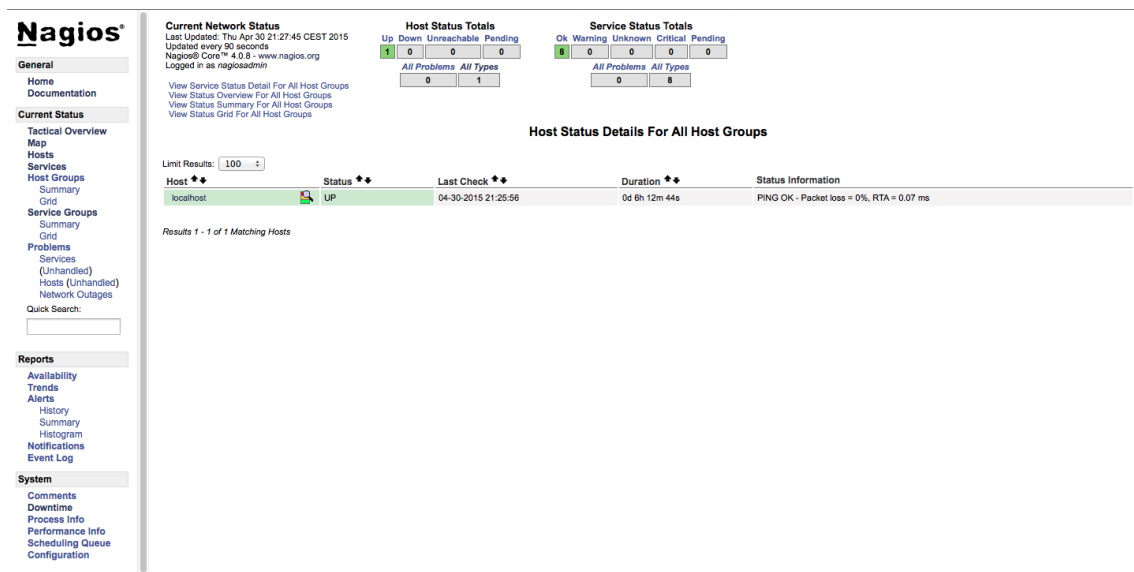 Nagios®
General
Home
Documentation
Current Status
Tactical Overview
Map
Hosts
Services
Host Groups
Summary
Grid
Service Groups
Summary
Grid
Problems
Services
(Unhandled)
Hosts (Unhandled)
Network Outages
Quick Search:
Reports
Availability
Trends
Alerts
History
Summary
Histogram
Notifications
Event Log
System
Comments
Downtime
Process Info
Performance Info
Scheduling Queue
Configuration
Current Network Status
Last Updated: Thu Apr 30 21:27:45 CEST 2015
Updated every 90 seconds
Nagios® Core™ 4.0.8 - www.nagios.org
Logged in as nagiosadmin
View Service Status Detail For All Host Groups
View Status Overview For All Host Groups
View Status Summary For All Host Groups
View Status Grid For All Host Groups
Host Status Totals
Up Down Unreachable Pending
1 0 0 0
All Problems All Types
0 1
Service Status Totals
Ok Warning Unknown Critical Pending
8 0 0 0 0
All Problems All Types
0 8
Host Status Details For All Host Groups
Limit Results: 100
Host Status Last Check Duration Status Information
localhost UP 04-30-2015 21:25:56 0d 6h 12m 44s PING OK - Packet loss = 0%, RTA = 0.07 ms
Results 1 - 1 of 1 Matching Hosts